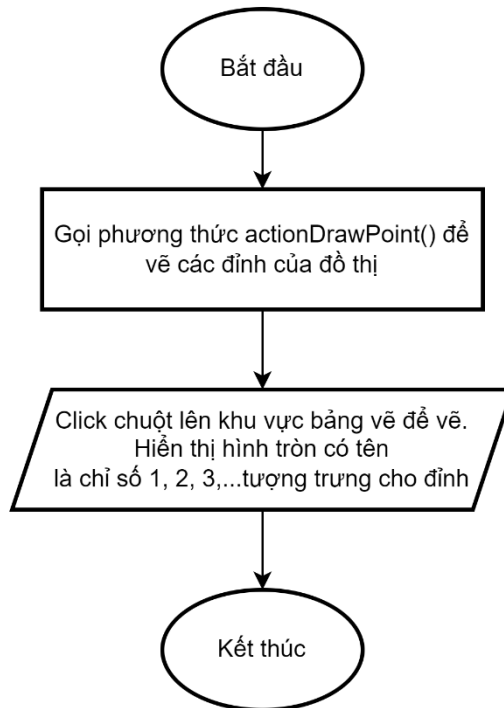 Bắt đầu
Gọi phương thức actionDrawPoint() để
vẽ các đỉnh của đồ thị
Click chuột lên khu vực bảng vẽ để vẽ.
Hiển thị hình tròn có tên
là chỉ số 1, 2, 3,...tượng trưng cho đỉnh
Kết thúc